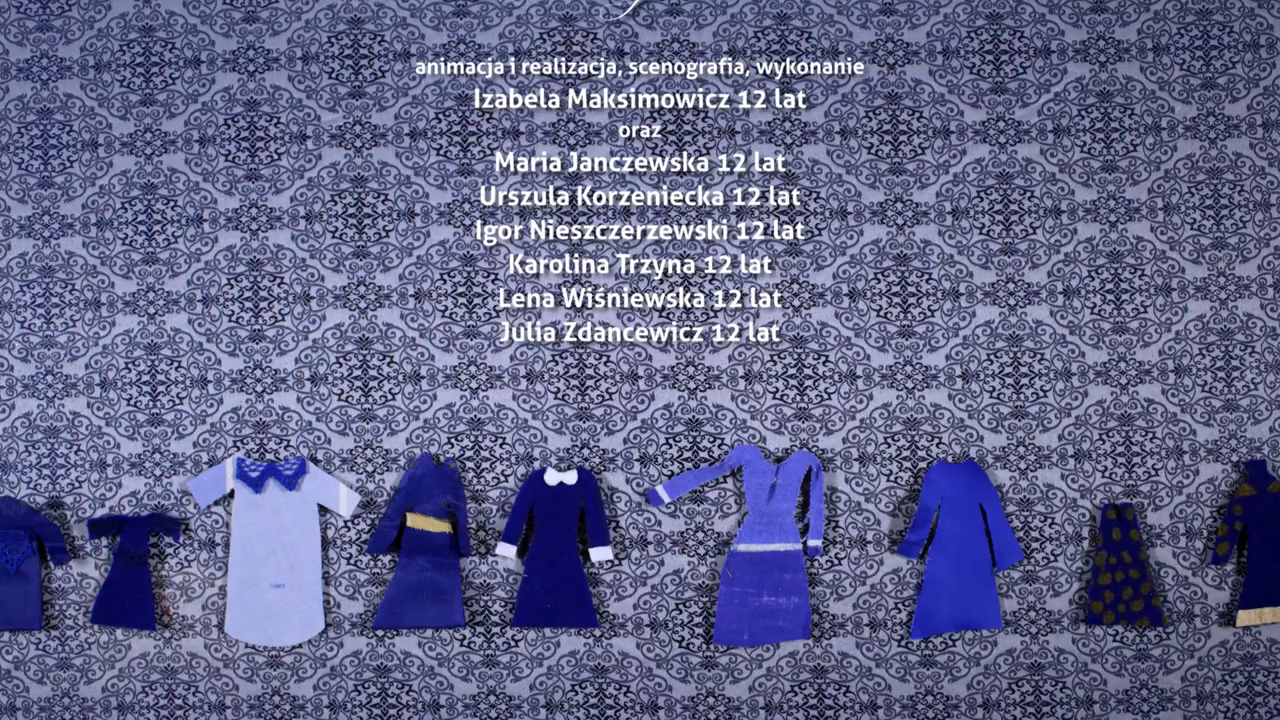 animacja i realizacja, scenografia, wykonanie
Izabela Maksimowicz 12 lat
oraz
Maria Janczewska 12 lat
Urszula Korzeniecka 12 lat
Igor Nieszczerzewski 12 lat
Karolina Trzyna 12 lat
Lena Wiśniewska 12 lat
Julia Zdancewicz 12 lat